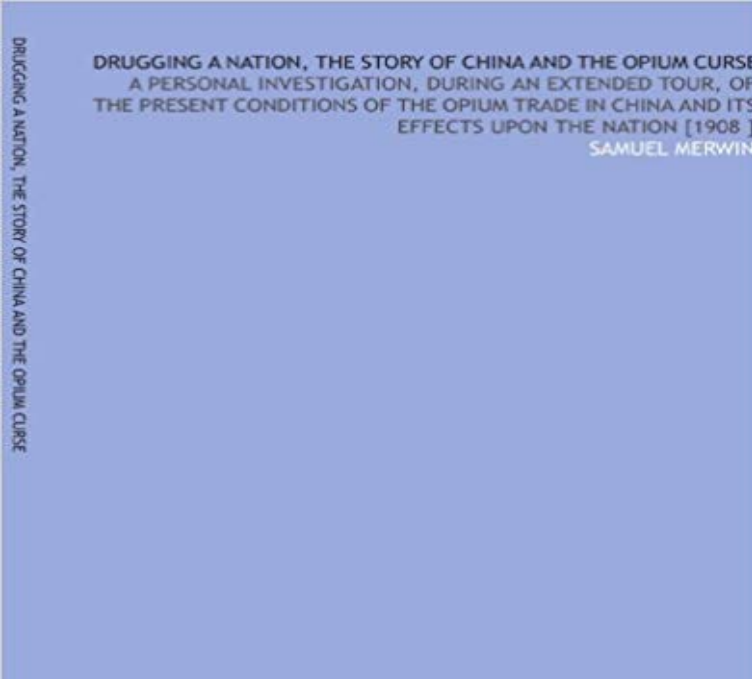 DRUGGING A NATION, THE STORY OF CHINA AND THE OPIUM CURSE
DRUGGING A NATION, THE STORY OF CHINA AND THE OPIUM CURSE
A PERSONAL INVESTIGATION, DURING AN EXTENDED TOUR, OF
THE PRESENT CONDITIONS OF THE OPIUM TRADE IN CHINA AND ITS
EFFECTS UPON THE NATION [1908 ]
SAMUEL MERWIN